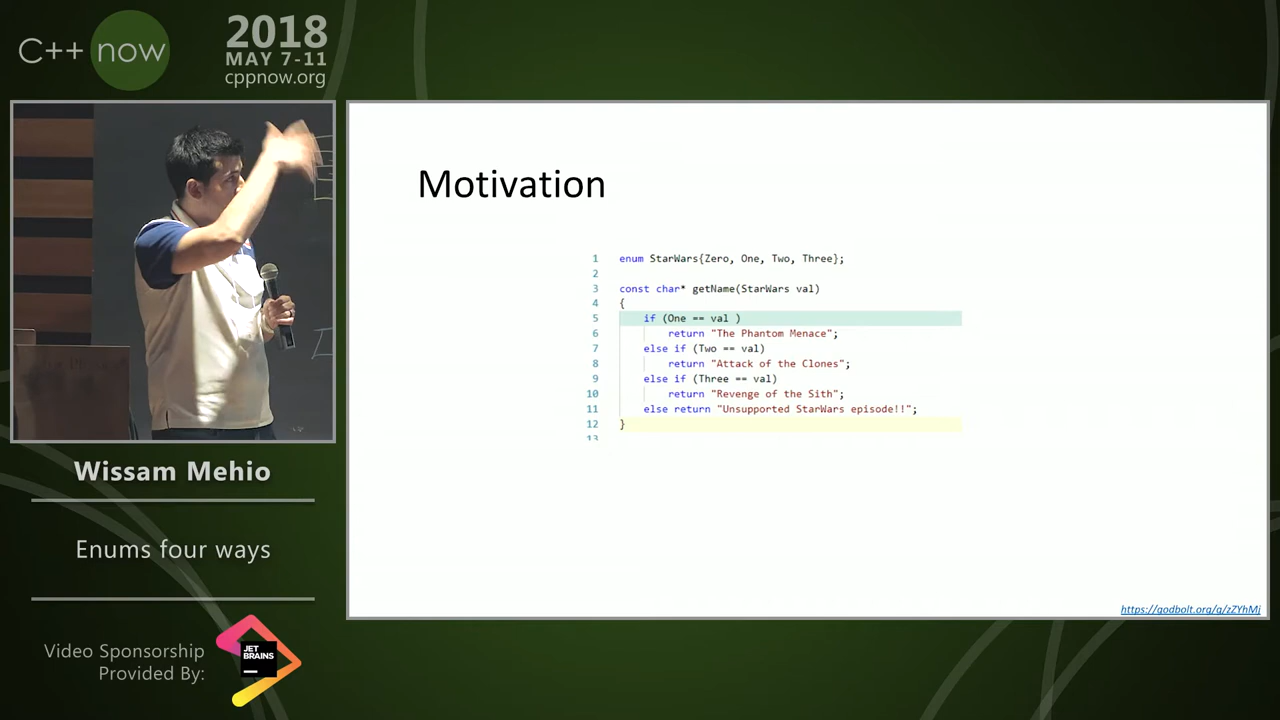 C++ now
2018
MAY 7-11
cppnow.org
Wissam Mehio
Enums four ways
Video Sponsorship
Provided By:
JET
BRAINS
Motivation
1 enum StarWars{Zero, One, Two, Three};
2
3 const char* getName(StarWars val)
4 {
5 if (One == val )
6 return "The Phantom Menace";
7 else if (Two == val)
8 return "Attack of the Clones";
9 else if (Three == val)
10 return "Revenge of the Sith";
11 else return "Unsupported StarWars episode!!";
12 }
13
https://godbolt.org/g/zZYhMj